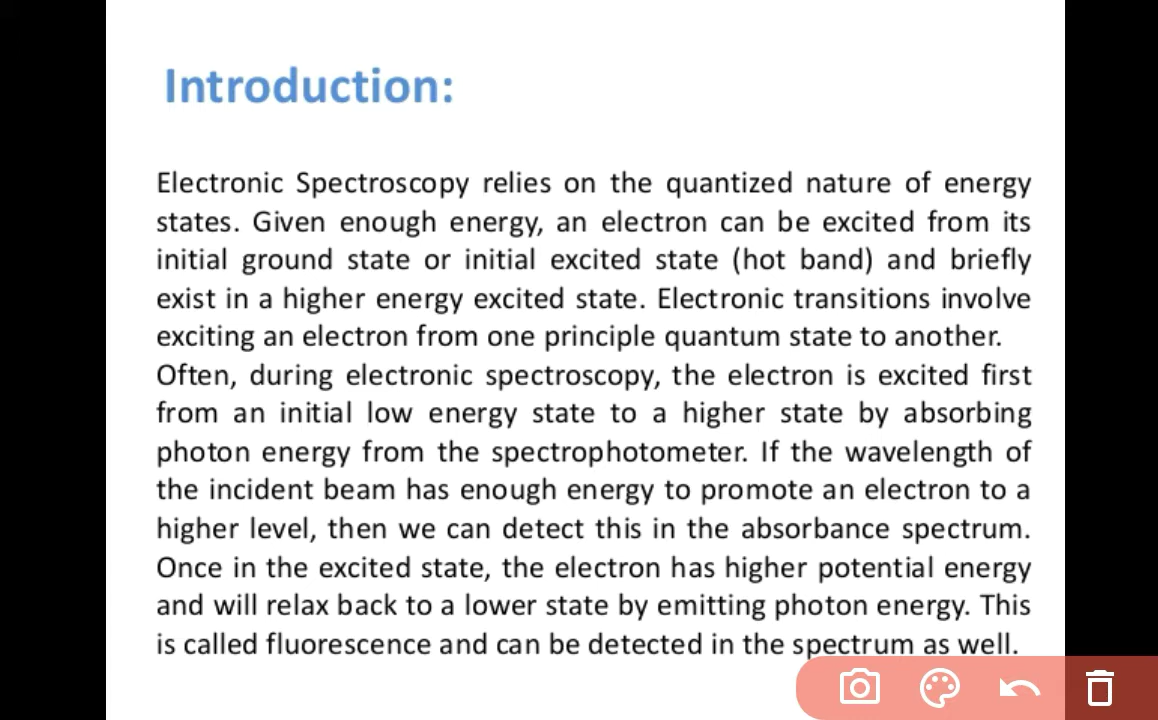 Introduction:
Electronic Spectroscopy relies on the quantized nature of energy
states. Given enough energy, an electron can be excited from its
initial ground state or initial excited state (hot band) and briefly
exist in a higher energy excited state. Electronic transitions involve
exciting an electron from one principle quantum state to another.
Often, during electronic spectroscopy, the electron is excited first
from an initial low energy state to a higher state by absorbing
photon energy from the spectrophotometer. If the wavelength of
the incident beam has enough energy to promote an electron to a
higher level, then we can detect this in the absorbance spectrum.
Once in the excited state, the electron has higher potential energy
and will relax back to a lower state by emitting photon energy. This
is called fluorescence and can be detected in the spectrum as well.